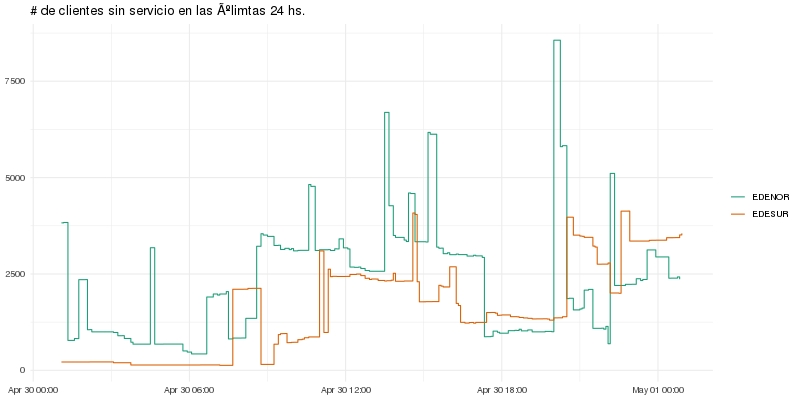 # de clientes sin servicio en las Ãºlimtas 24 hs.
7500
5000
2500
0
Apr 30 00:00
Apr 30 06:00
Apr 30 12:00
Apr 30 18:00
May 01 00:00
EDENOR
EDESUR